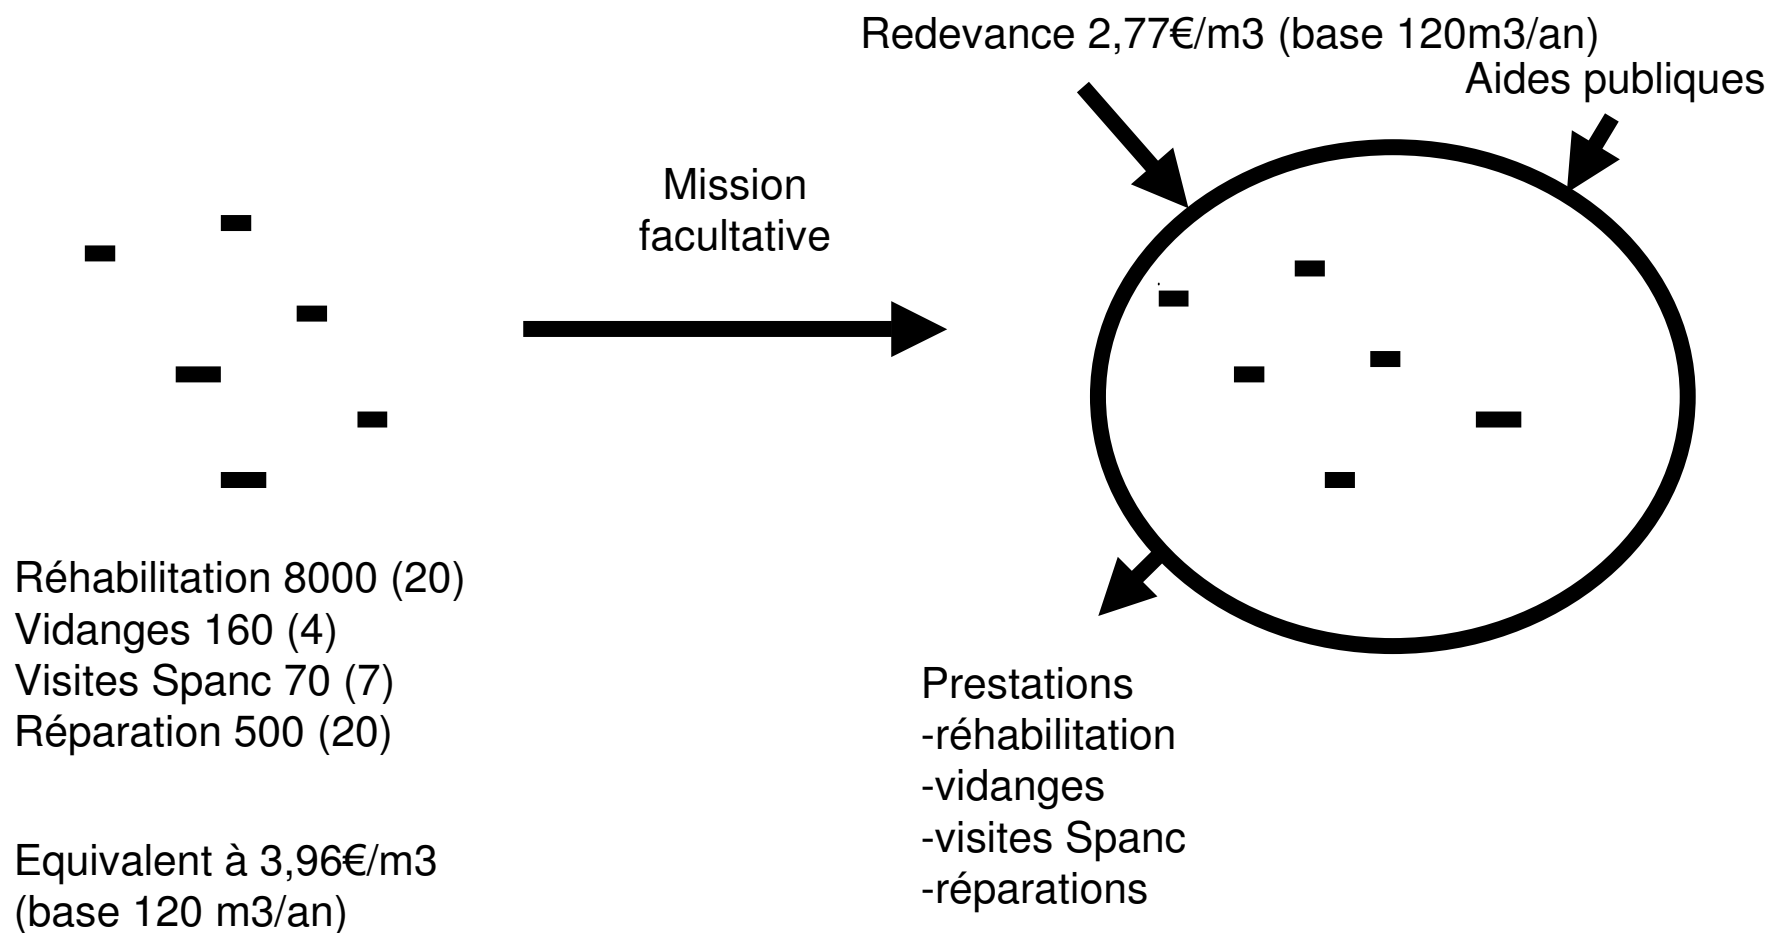 Redevance 2,77€/m3 (base 120m3/an)
Aides publiques
Mission
facultative
Réhabilitation 8000 (20)
Vidanges 160 (4)
Visites Spanc 70 (7)
Réparation 500 (20)
Equivalent à 3,96€/m3
(base 120 m3/an)
Prestations
-réhabilitation
-vidanges
-visites Spanc
-réparations